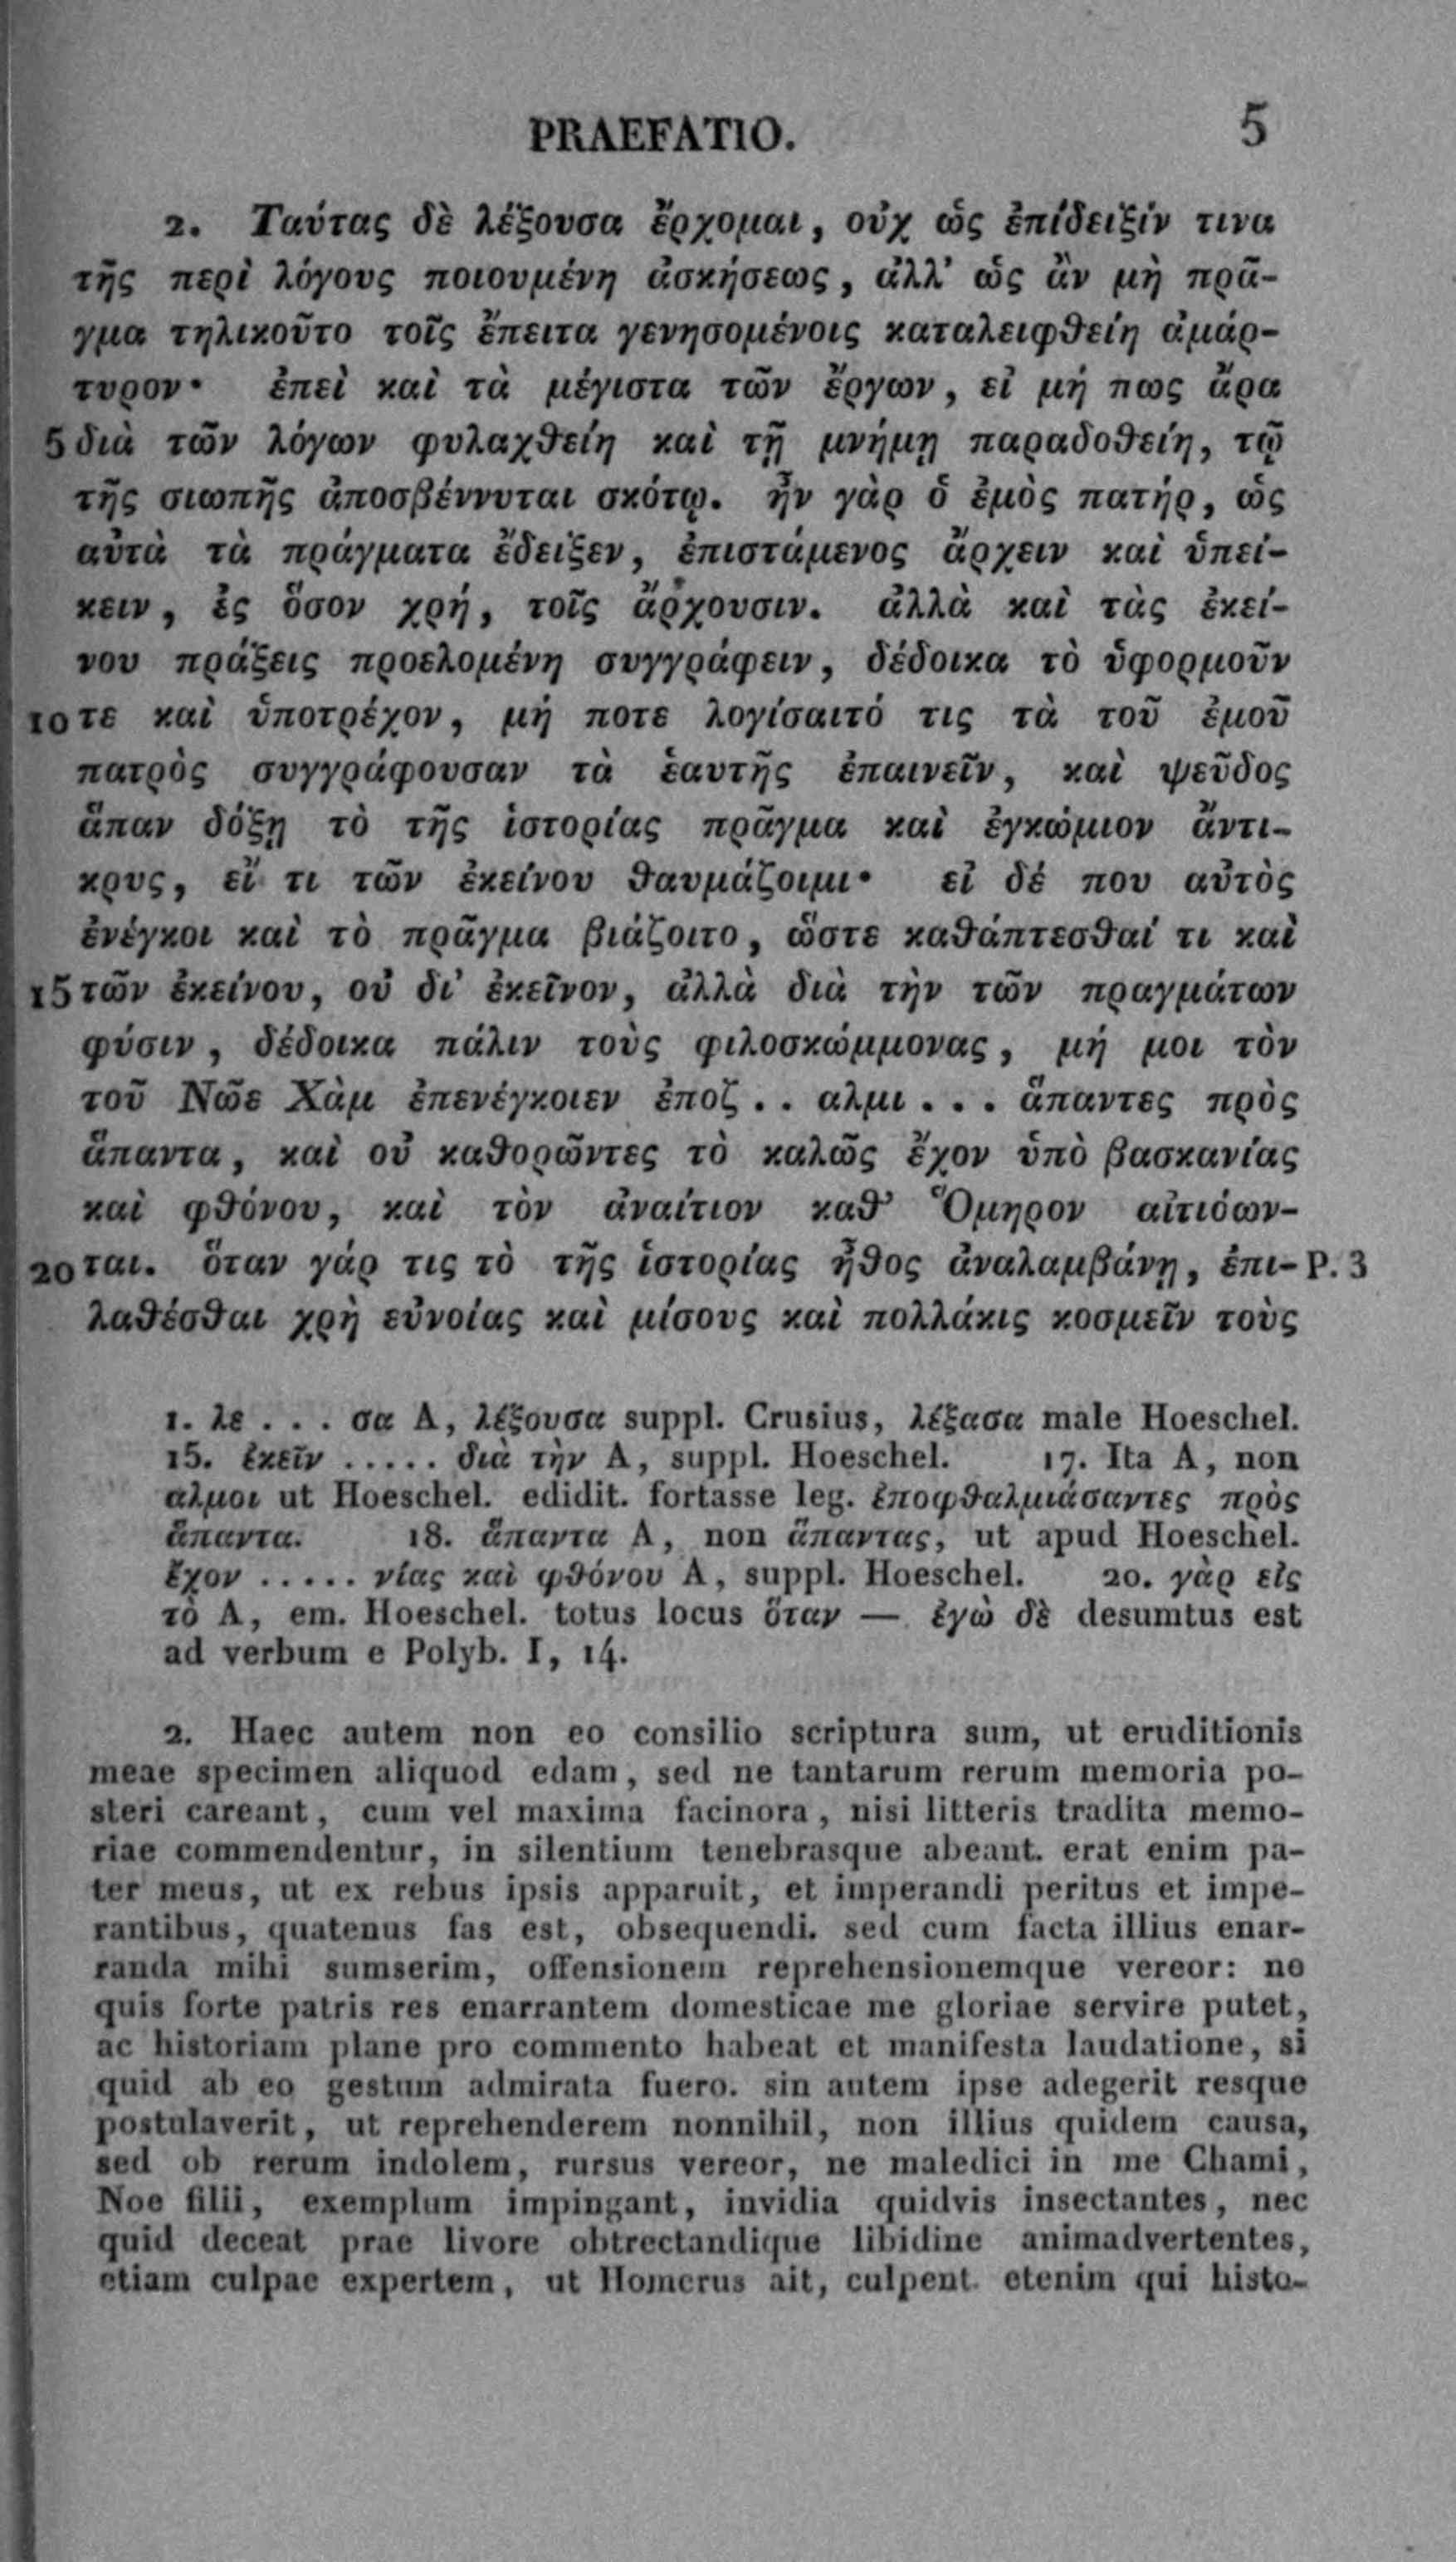 PRAEFATIO. 5
2. Ταύτας δὲ λέξουσα ἔρχομαι, οὐχ ὡς ἐπίδειξίν τινα
τῆς περὶ λόγους ποιουμένη ἀσκήσεως, ἀλλ' ὡς ἂν μὴ πρᾶ-
γμα τηλικοῦτο τοῖς ἔπειτα γενησομένοις καταλειφθείη ἀμάρ-
τυρον· ἐπεὶ καὶ τὰ μέγιστα τῶν ἔργων, εἰ μή πως ἄρα
5 διὰ τῶν λόγων φυλαχθείη καὶ τῇ μνήμῃ παραδοθείη, τῷ
τῆς σιωπῆς ἀποσβέννυται σκότῳ. ἦν γὰρ ὁ ἐμὸς πατήρ, ὡς
αὐτὰ τὰ πράγματα ἔδειξεν, ἐπιστάμενος ἄρχειν καὶ ὑπεί-
κειν, ἐς ὅσον χρή, τοῖς ἄρχουσιν. ἀλλὰ καὶ τὰς ἐκεί-
νου πράξεις προελομένη συγγράφειν, δέδοικα τὸ ὑφορμοῦν
10 τε καὶ ὑποτρέχον, μή ποτε λογίσαιτό τις τὰ τοῦ ἐμοῦ
πατρὸς συγγράφουσαν τὰ ἑαυτῆς ἐπαινεῖν, καὶ ψεῦδος
ἅπαν δόξῃ τὸ τῆς ἱστορίας πρᾶγμα καὶ ἐγκώμιον ἄντι-
κρυς, εἴ τι τῶν ἐκείνου θαυμάζοιμι· εἰ δέ που αὐτὸς
ἐνέγκοι καὶ τὸ πρᾶγμα βιάζοιτο, ὥστε καθάπτεσθαί τι καὶ
15 τῶν ἐκείνου, οὐ δι' ἐκεῖνον, ἀλλὰ διὰ τὴν τῶν πραγμάτων
φύσιν, δέδοικα πάλιν τοὺς φιλοσκώμμονας, μή μοι τὸν
τοῦ Νῶε Χὰμ ἐπενέγκοιεν ἐποζ . . αλμι . . . ἅπαντες πρὸς
ἅπαντα, καὶ οὐ καθορῶντες τὸ καλῶς ἔχον ὑπὸ βασκανίας
καὶ φθόνου, καὶ τὸν ἀναίτιον καθ' Ὅμηρον αἰτιόων-
20 ται. ὅταν γάρ τις τὸ τῆς ἱστορίας ἦθος ἀναλαμβάνῃ, ἐπι- P. 3
λαθέσθαι χρὴ εὐνοίας καὶ μίσους καὶ πολλάκις κοσμεῖν τοὺς
1. λε . . . σα A, λέξουσα suppl. Crusius, λέξασα male Hoeschel.
15. ἐκεῖν ..... διὰ τὴν A, suppl. Hoeschel. 17. Ita A, non
αλμοι ut Hoeschel. edidit. fortasse leg. ἐποφθαλμιάσαντες πρὸς
ἅπαντα. 18. ἅπαντα A, non ἅπαντας, ut apud Hoeschel.
ἔχον ..... νίας καὶ φθόνου A, suppl. Hoeschel. 20. γὰρ εἰς
τὸ A, em. Hoeschel. totus locus ὅταν — ἐγὼ δὲ desumtus est
ad verbum e Polyb. I, 14.
2. Haec autem non eo consilio scriptura sum, ut eruditionis
meae specimen aliquod edam, sed ne tantarum rerum memoria po-
steri careant, cum vel maxima facinora, nisi litteris tradita memo-
riae commendentur, in silentium tenebrasque abeant. erat enim pa-
ter meus, ut ex rebus ipsis apparuit, et imperandi peritus et impe-
rantibus, quatenus fas est, obsequendi. sed cum facta illius enar-
randa mihi sumserim, offensionem reprehensionemque vereor: ne
quis forte patris res enarrantem domesticae me gloriae servire putet,
ac historiam plane pro commento habeat et manifesta laudatione, si
quid ab eo gestum admirata fuero. sin autem ipse adegerit resque
postulaverit, ut reprehenderem nonnihil, non illius quidem causa,
sed ob rerum indolem, rursus vereor, ne maledici in me Chami,
Noe filii, exemplum impingant, invidia quidvis insectantes, nec
quid deceat prae livore obtrectandique libidine animadvertentes,
etiam culpae expertem, ut Homerus ait, culpent. etenim qui histo-